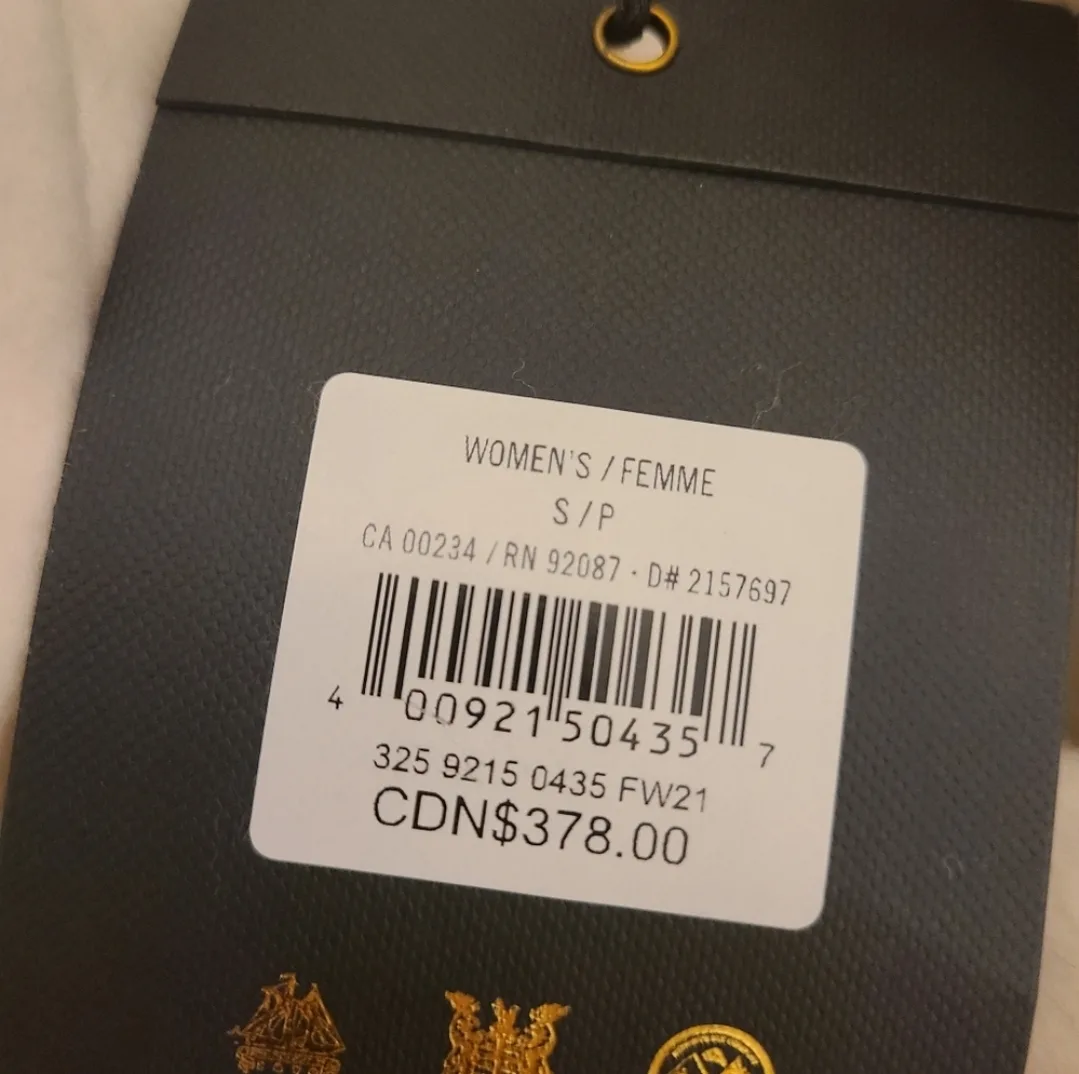 WOMEN'S / FEMME
S / P
CA 00234 / RN 92087 · D# 2157697
4 00921 50435 7
325 9215 0435 FW21
CDN$378.00